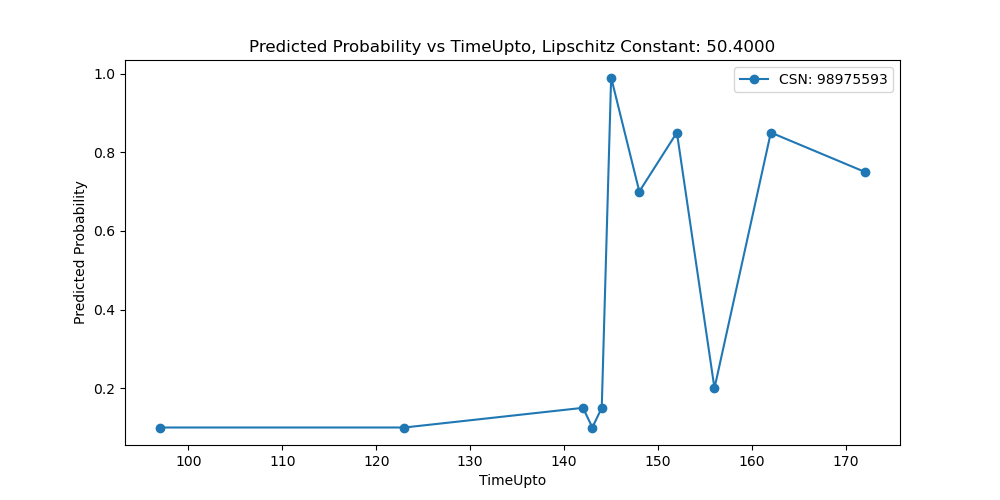 Predicted Probability vs TimeUpto, Lipschitz Constant: 50.4000
CSN: 98975593
Predicted Probability
1.0
0.8
0.6
0.4
0.2
100 110 120 130 140 150 160 170
TimeUpto